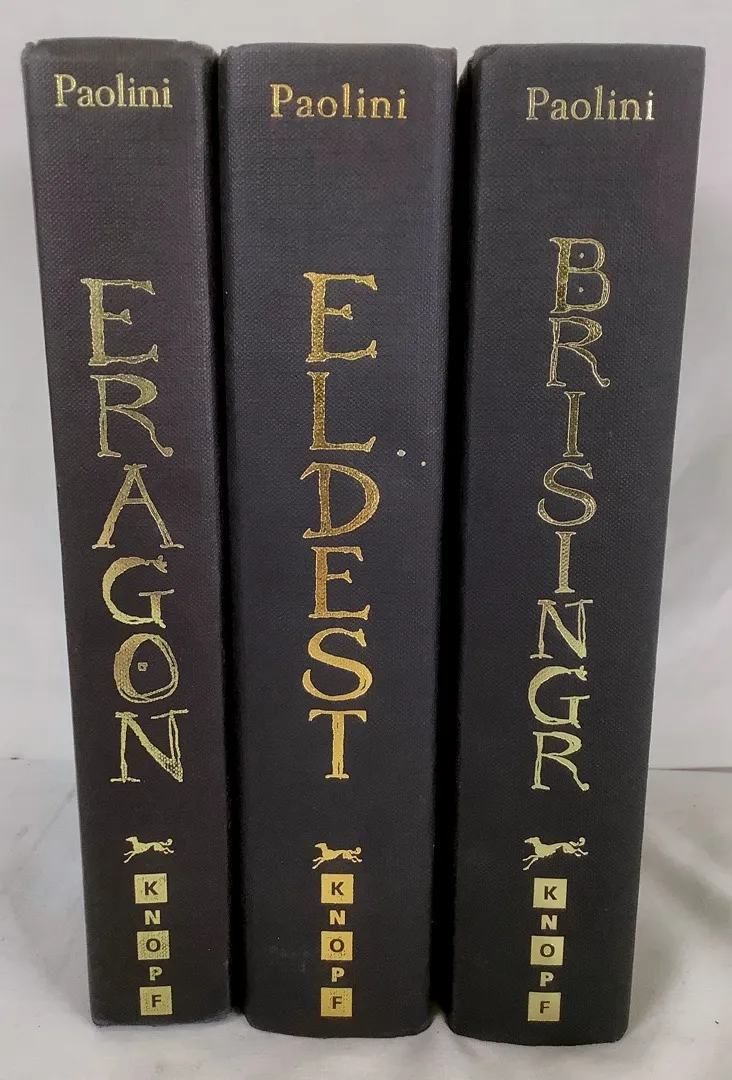 Paolini
ERAGON
KNOPF
Paolini
ELDEST
KNOPF
Paolini
BRISINGR
KNOPF